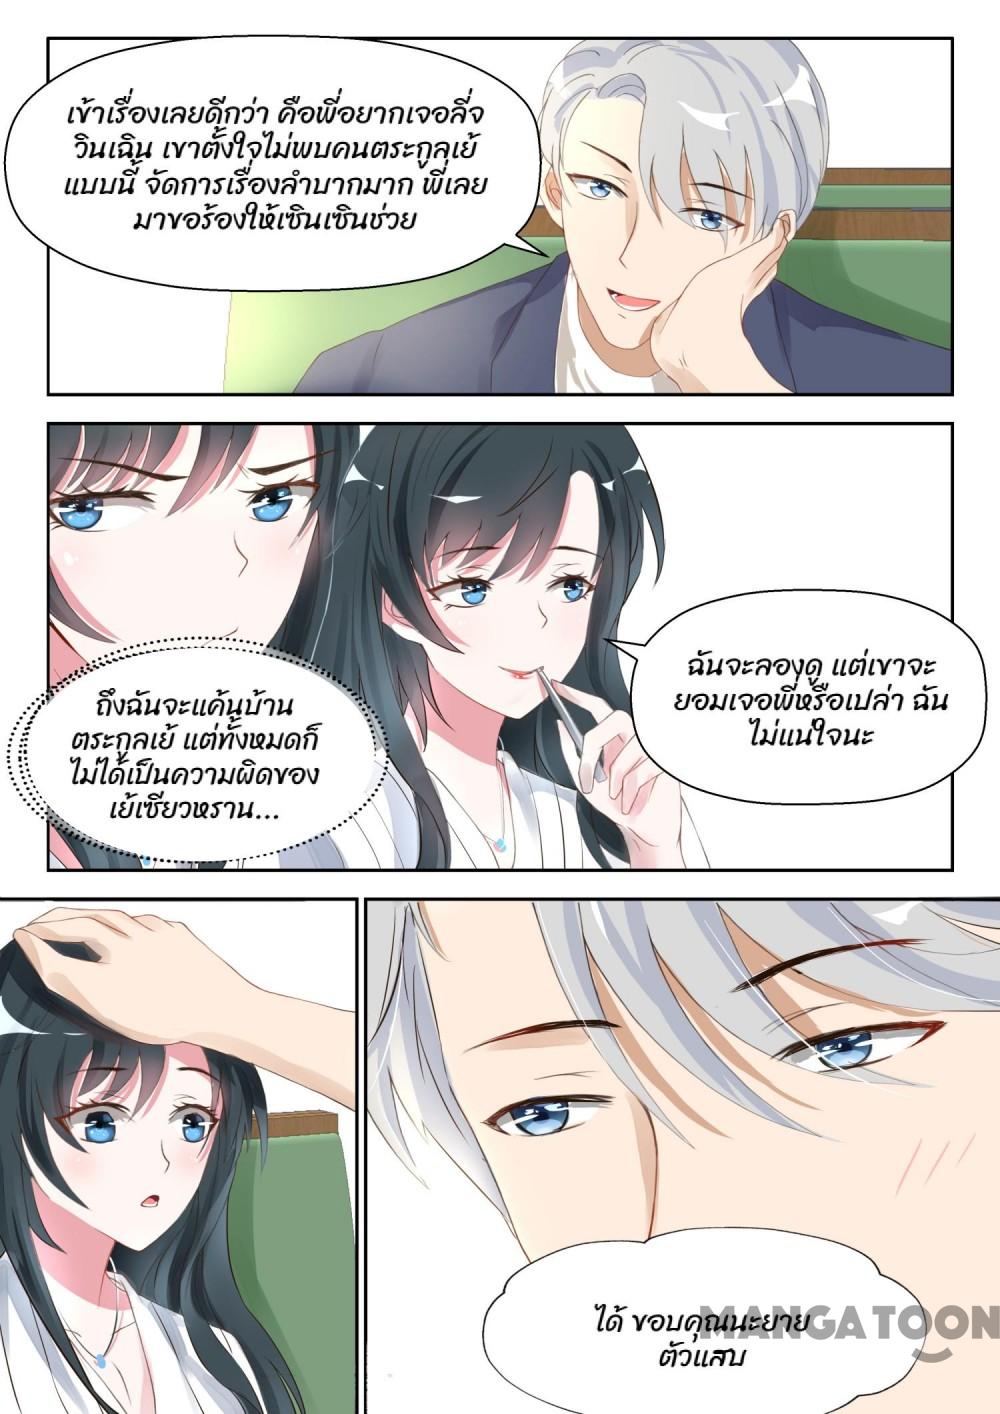 เข้าเรื่องเลยดีกว่า คือพี่อยากเจอลี่จ
วินเฉิน เขาตั้งใจไม่พบคนตระกูลเย้
แบบนี้ จัดการเรื่องลำบากมาก พี่เลย
มาขอร้องให้เซินเซินช่วย
ฉันจะลองดู แต่เขาจะ
ยอมเจอพี่หรือเปล่า ฉัน
ไม่แน่ใจนะ
ถึงฉันจะแค้นบ้าน
ตระกูลเย้ แต่ทั้งหมดก็
ไม่ได้เป็นความผิดของ
เย้เซียวหราน...
ได้ ขอบคุณนะยาย
ตัวแสบ
MANGATOON